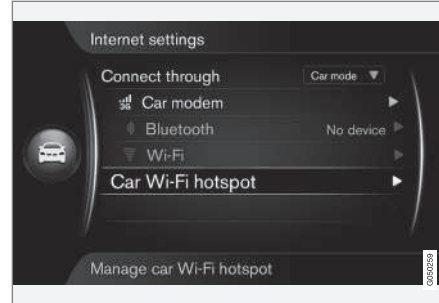 Internet settings
Connect through Car mode
3G Car modem
Bluetooth No device
Wi-Fi
Car Wi-Fi hotspot
Manage car Wi-Fi hotspot
G050259